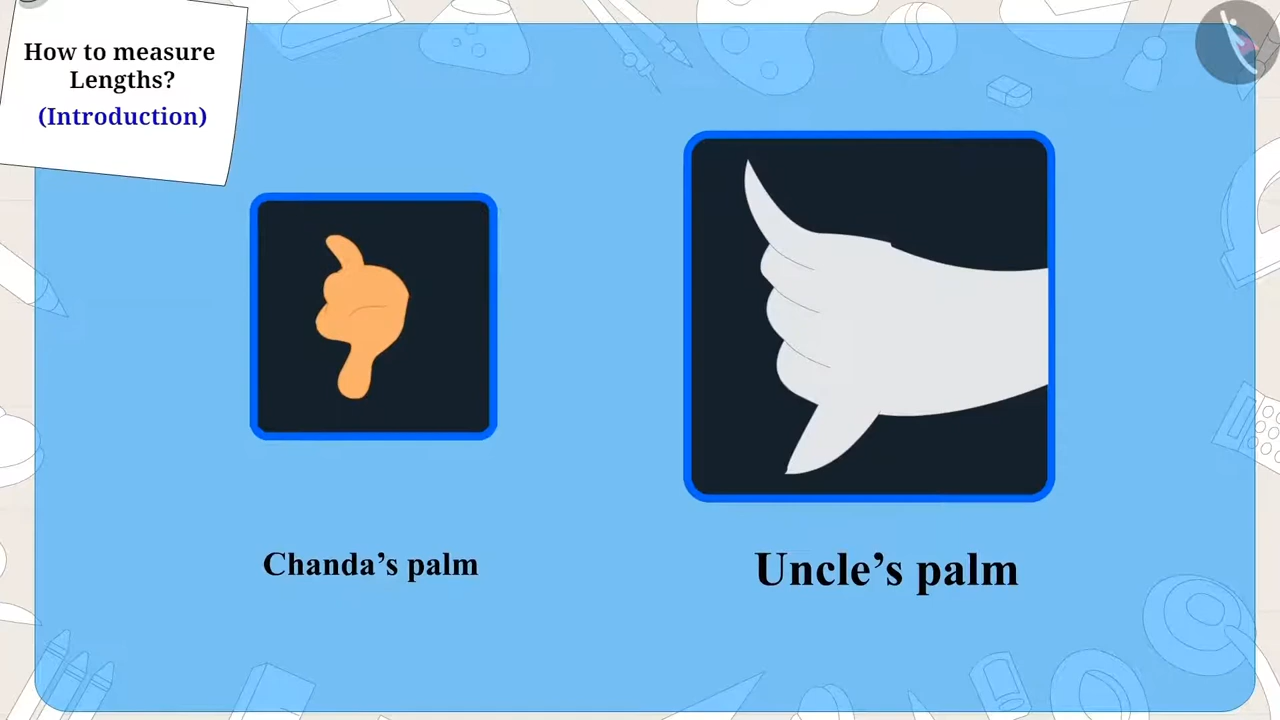 How to measure
Lengths?
(Introduction)
Chanda’s palm
Uncle’s palm